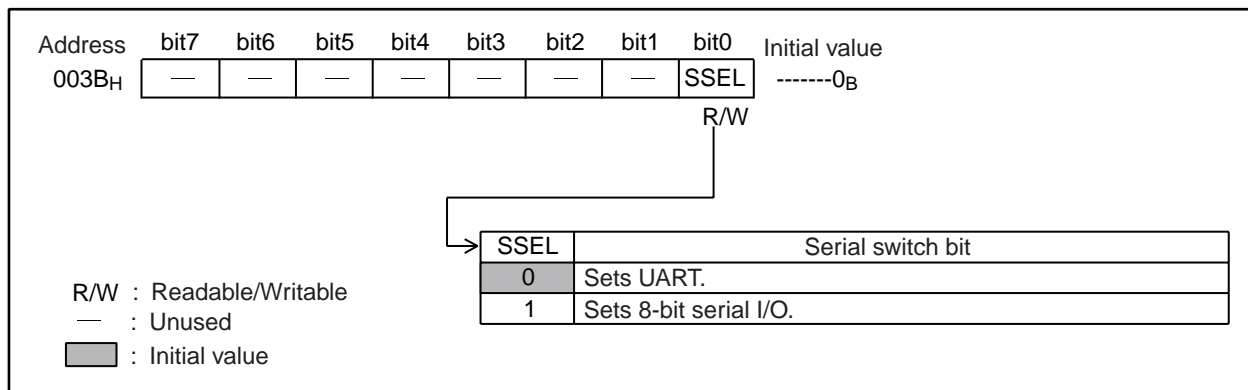 Address bit7 bit6 bit5 bit4 bit3 bit2 bit1 bit0 Initial value
003BH — — — — — — — SSEL -------0B
R/W
SSEL Serial switch bit
0 Sets UART.
1 Sets 8-bit serial I/O.
R/W : Readable/Writable
— : Unused
: Initial value